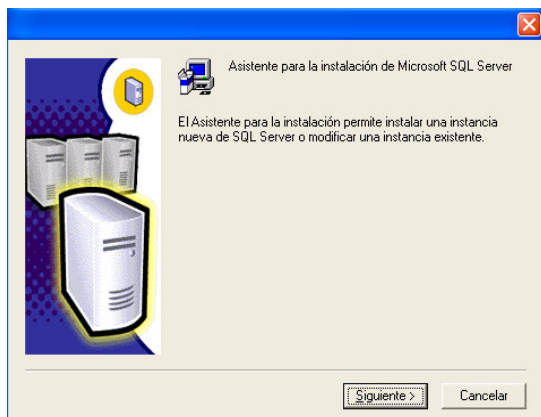 Asistente para la instalación de Microsoft SQL Server
El Asistente para la instalación permite instalar una instancia
nueva de SQL Server o modificar una instancia existente.
Siguiente >
Cancelar